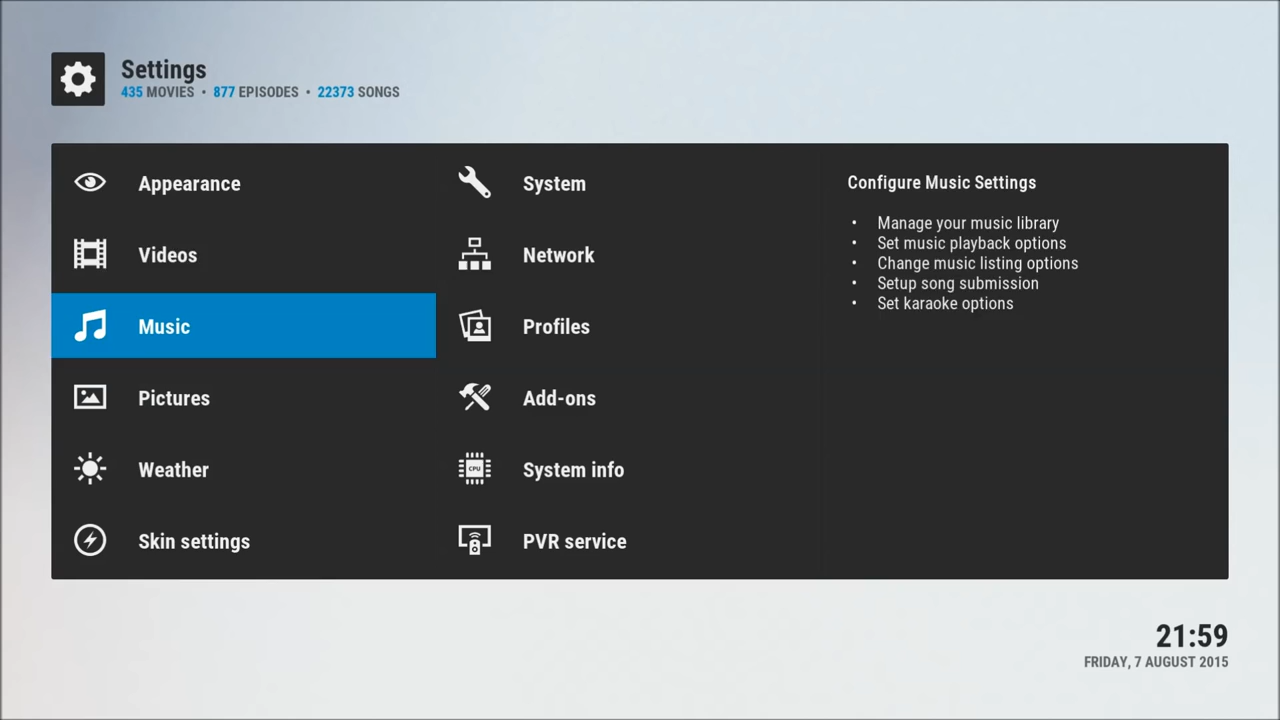 Settings
435 MOVIES • 877 EPISODES • 22373 SONGS
Appearance
Videos
Music
Pictures
Weather
Skin settings
System
Network
Profiles
Add-ons
CPU
System info
PVR service
Configure Music Settings
• Manage your music library
• Set music playback options
• Change music listing options
• Setup song submission
• Set karaoke options
21:59
FRIDAY, 7 AUGUST 2015